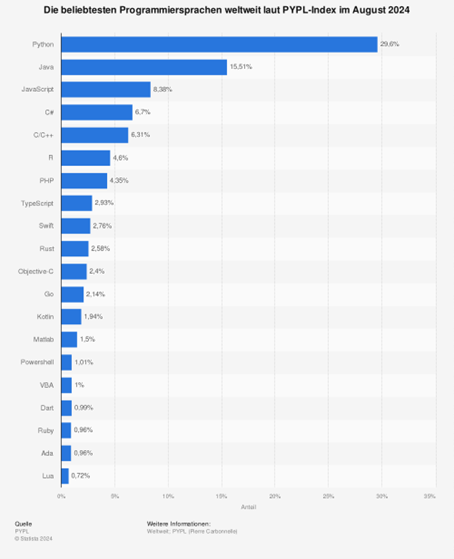 Die beliebtesten Programmiersprachen weltweit laut PYPL-Index im August 2024
Python 29,6%
Java 15,51%
JavaScript 8,38%
C# 6,7%
C/C++ 6,31%
R 4,6%
PHP 4,35%
TypeScript 2,93%
Swift 2,76%
Rust 2,58%
Objective-C 2,4%
Go 2,14%
Kotlin 1,94%
Matlab 1,5%
Powershell 1,01%
VBA 1%
Dart 0,99%
Ruby 0,96%
Ada 0,96%
Lua 0,72%
0% 5% 10% 15% 20% 25% 30% 35%
Anteil
Quelle Weitere Informationen:
PYPL Weltweit; PYPL (Pierre Carbonnelle)
© Statista 2024